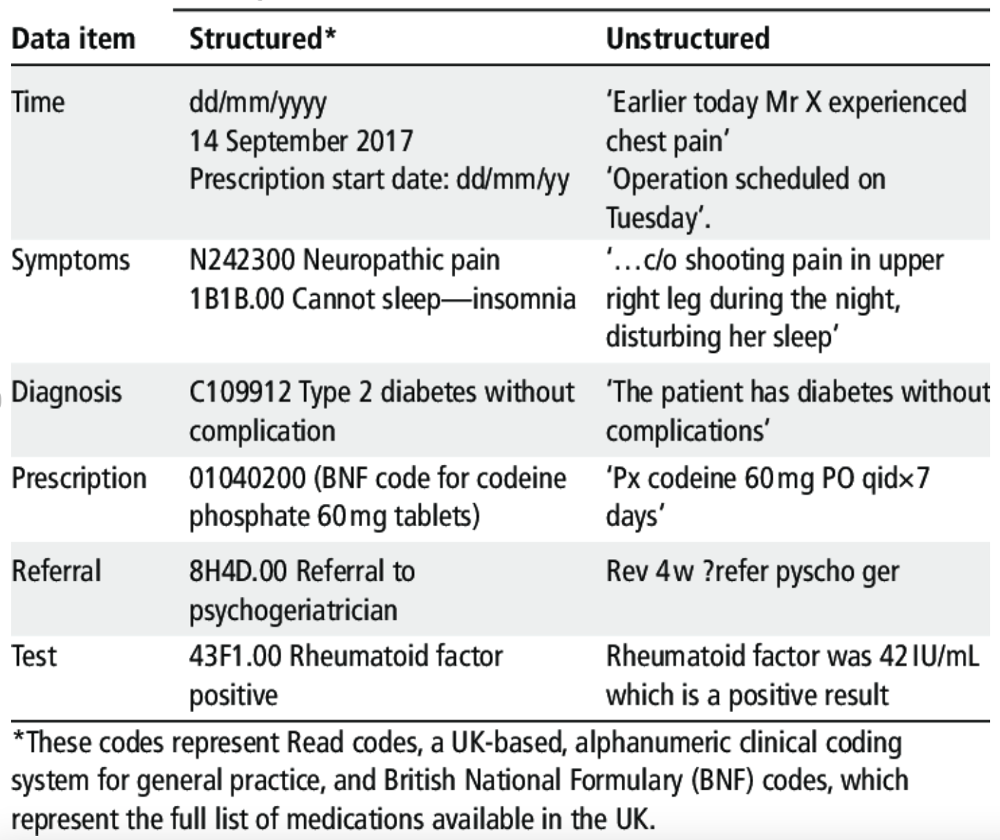 Data item Structured* Unstructured
Time dd/mm/yyyy ‘Earlier today Mr X experienced
14 September 2017 chest pain’
Prescription start date: dd/mm/yy ‘Operation scheduled on
Tuesday’.
Symptoms N242300 Neuropathic pain ‘…c/o shooting pain in upper
1B1B.00 Cannot sleep—insomnia right leg during the night,
disturbing her sleep’
Diagnosis C109912 Type 2 diabetes without ‘The patient has diabetes without
complication complications’
Prescription 01040200 (BNF code for codeine ‘Px codeine 60 mg PO qid×7
phosphate 60 mg tablets) days’
Referral 8H4D.00 Referral to Rev 4 w ?refer pyscho ger
psychogeriatrician
Test 43F1.00 Rheumatoid factor Rheumatoid factor was 42 IU/mL
positive which is a positive result
*These codes represent Read codes, a UK-based, alphanumeric clinical coding
system for general practice, and British National Formulary (BNF) codes, which
represent the full list of medications available in the UK.